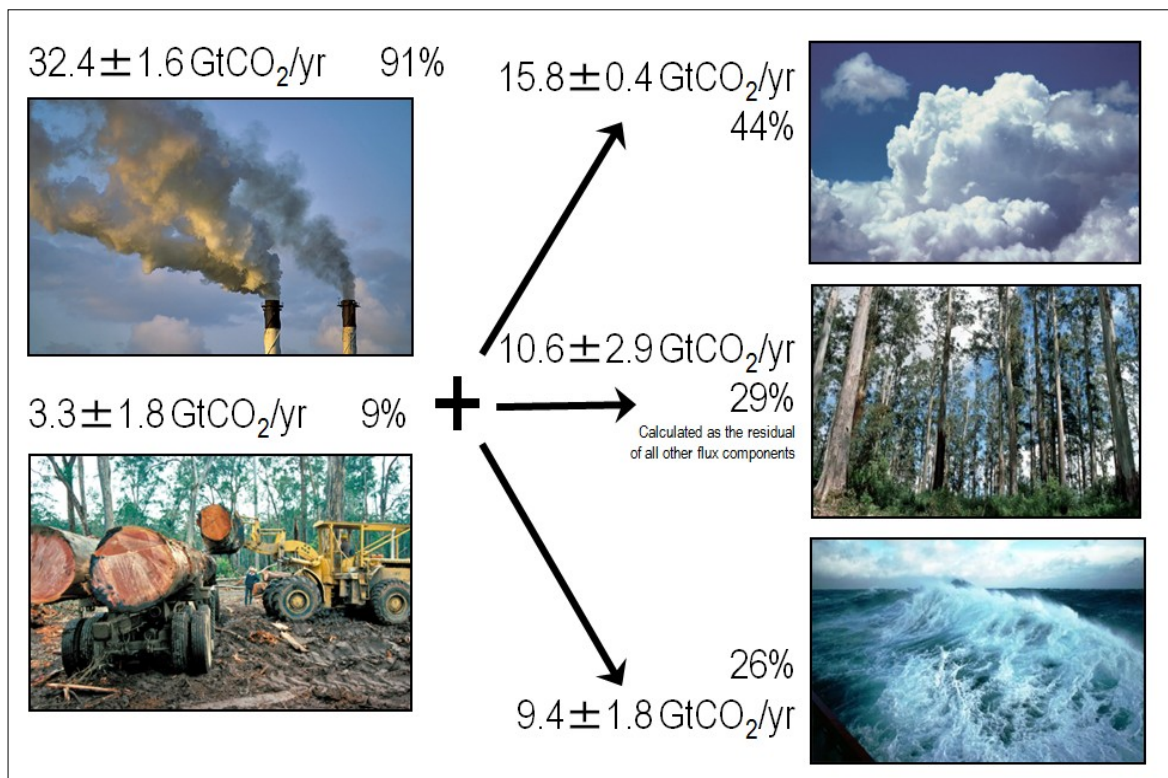 32.4±1.6 GtCO₂/yr 91%
3.3±1.8 GtCO₂/yr 9%
+
15.8±0.4 GtCO₂/yr
44%
10.6±2.9 GtCO₂/yr
29%
Calculated as the residual
of all other flux components
26%
9.4±1.8 GtCO₂/yr